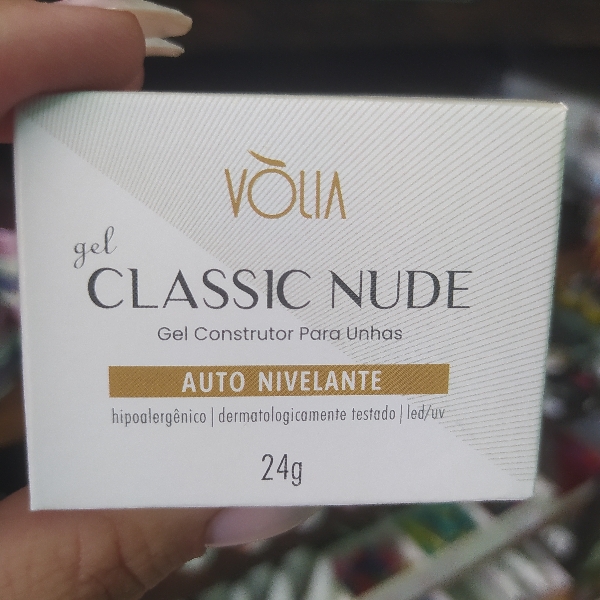 VÒLIA
gel
CLASSIC NUDE
Gel Construtor Para Unhas
AUTO NIVELANTE
hipoalergênico | dermatologicamente testado | led/uv
24g